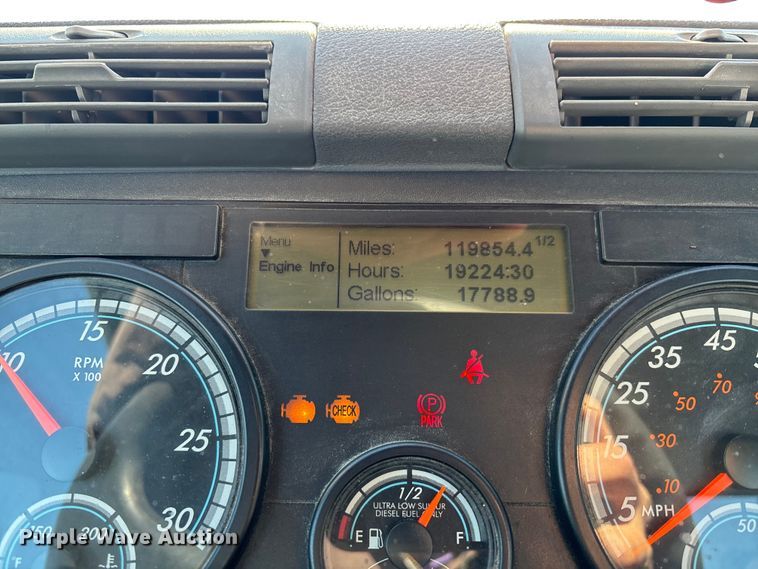 Menu
Engine Info
Miles: 119854.4 1/2
Hours: 19224:30
Gallons: 17788.9
10
15
20
25
30
RPM
X 100
CHECK
PARK
1/2
ULTRA LOW SULFUR
DIESEL FUEL ONLY
E F
150 200
°F
5 MPH
15
25
35
45
10
30
50
70
50
Purple Wave Auction®